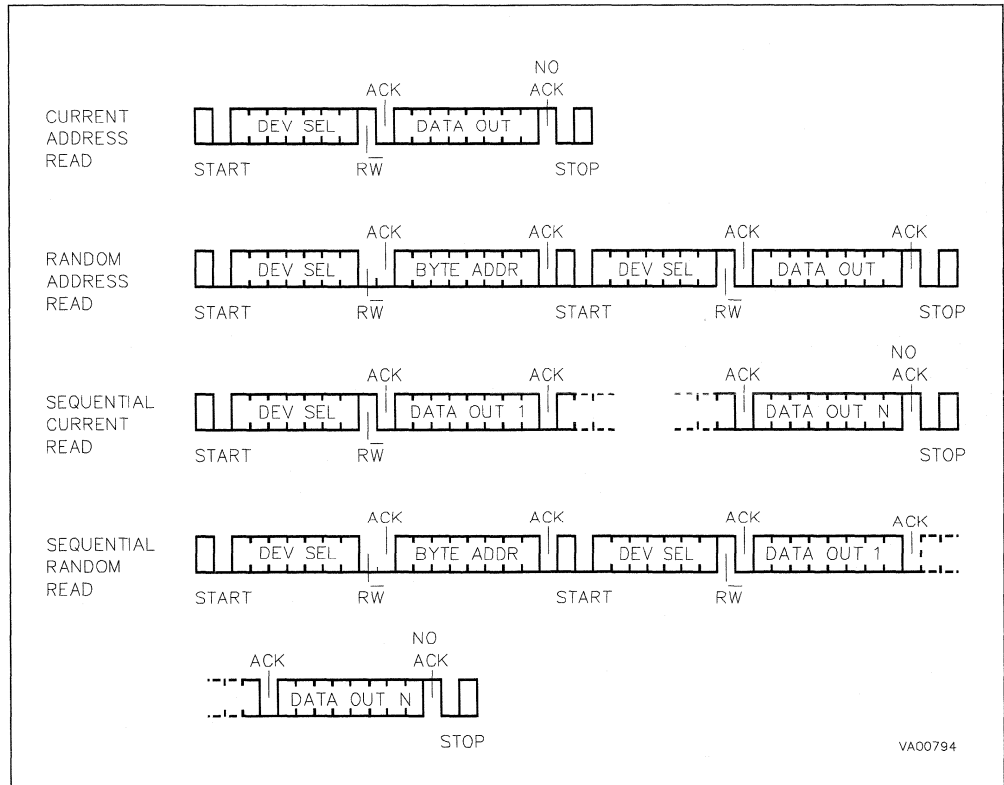 NO
ACK ACK
CURRENT
ADDRESS
READ
DEV SEL DATA OUT
START RW̅ STOP
ACK ACK ACK ACK
RANDOM
ADDRESS
READ
DEV SEL BYTE ADDR DEV SEL DATA OUT
START RW̅ START RW̅ STOP
NO
ACK ACK ACK ACK
SEQUENTIAL
CURRENT
READ
DEV SEL DATA OUT 1 DATA OUT N
START RW̅ STOP
ACK ACK ACK ACK
SEQUENTIAL
RANDOM
READ
DEV SEL BYTE ADDR DEV SEL DATA OUT 1
START RW̅ START RW̅
NO
ACK ACK
DATA OUT N
STOP
VA00794